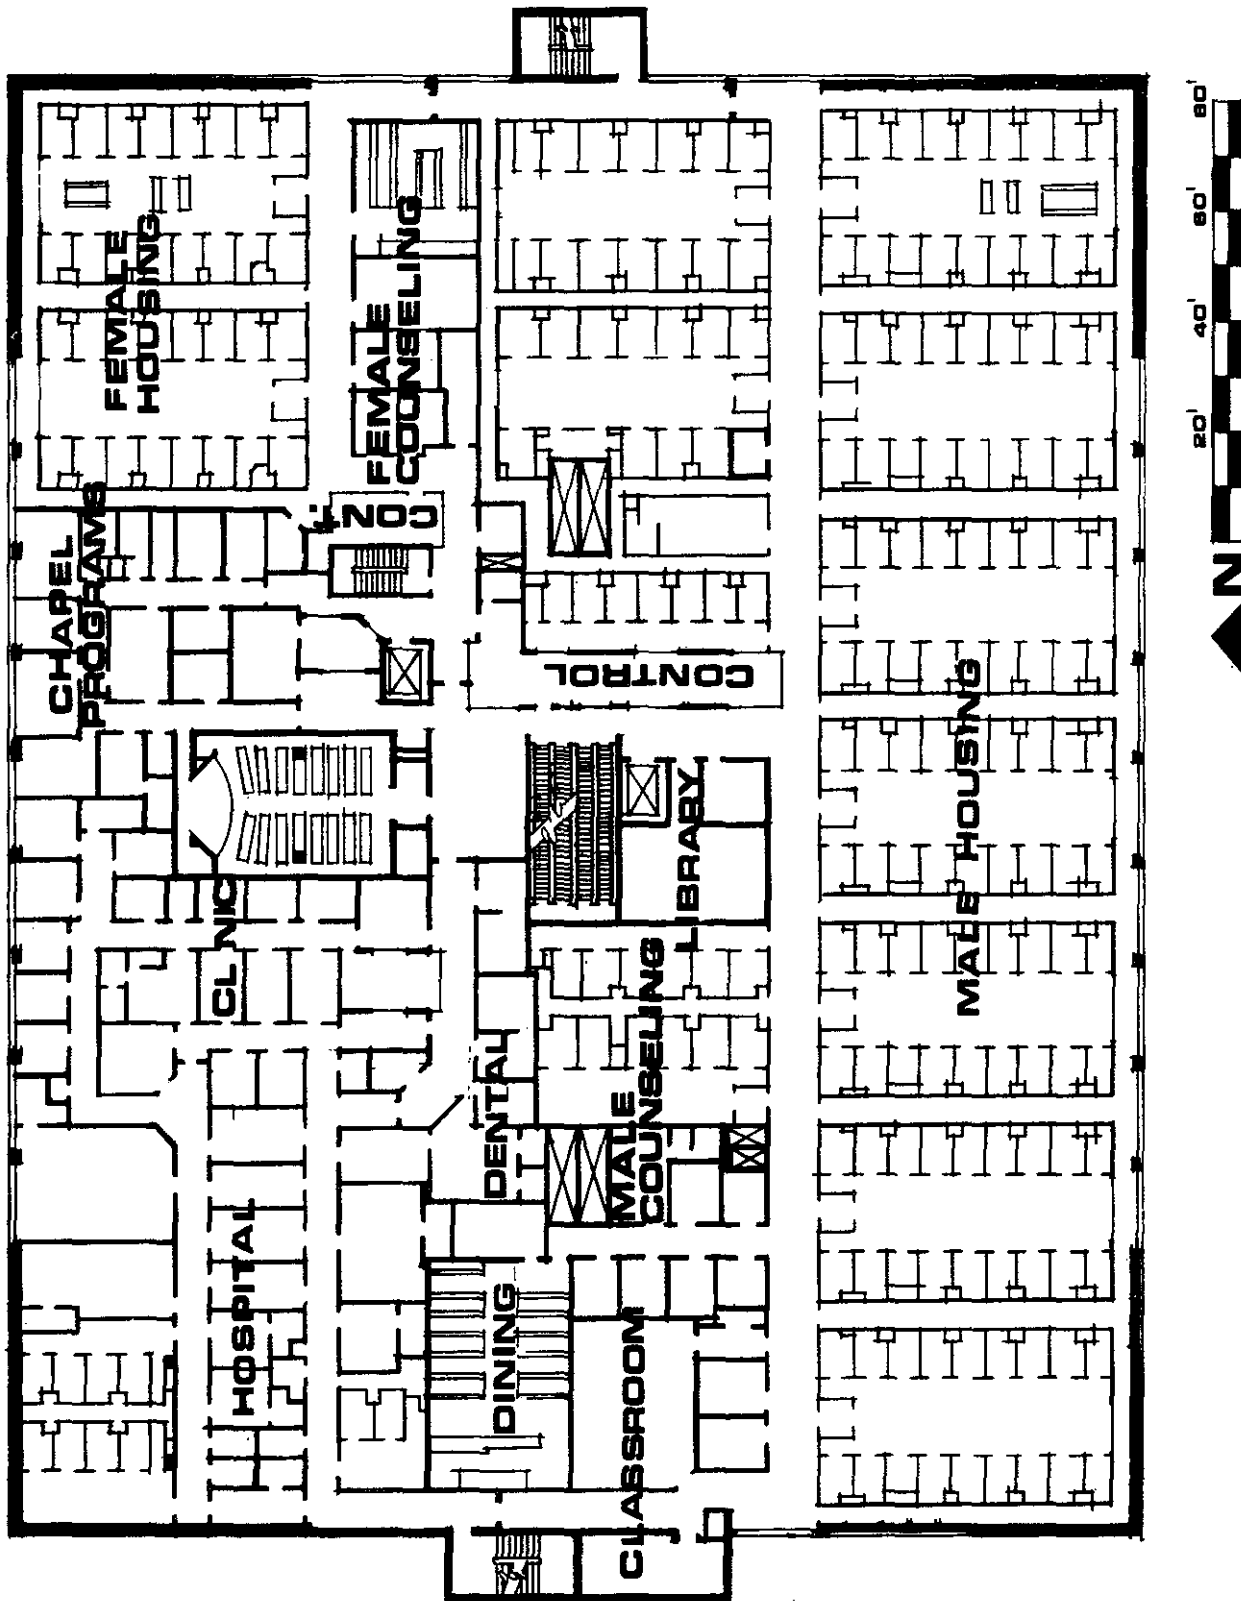 FEMALE
HOUSING
FEMALE
COUNSELING
CHAPEL
PROGRAMS
CONT.
CONTROL
CLINIC
LIBRARY
MALE HOUSING
DENTAL
MALE
COUNSELING
HOSPITAL
DINING
CLASSROOM
80'
60'
40'
20'
N